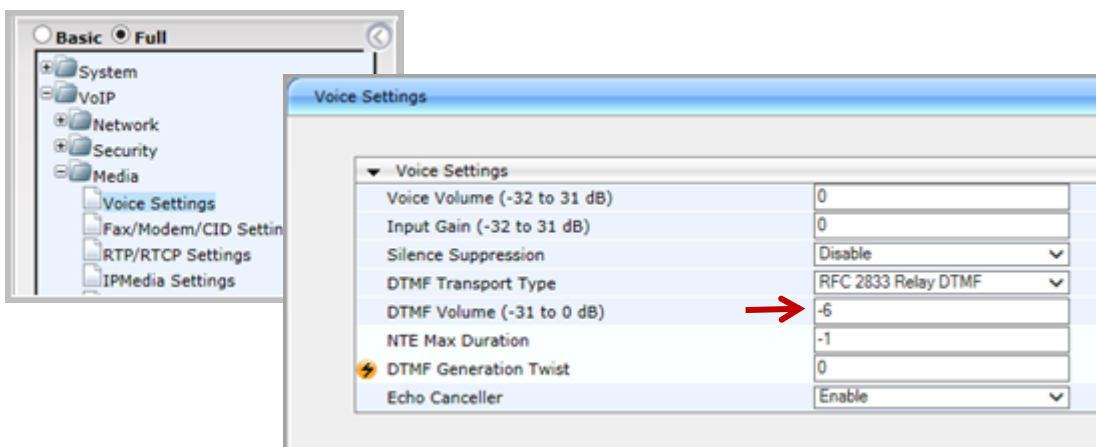 Basic Full
System
VoIP
Network
Security
Media
Voice Settings
Fax/Modem/CID Settin
RTP/RTCP Settings
IPMedia Settings
Voice Settings
Voice Settings
Voice Volume (-32 to 31 dB) 0
Input Gain (-32 to 31 dB) 0
Silence Suppression Disable
DTMF Transport Type RFC 2833 Relay DTMF
DTMF Volume (-31 to 0 dB) -6
NTE Max Duration -1
DTMF Generation Twist 0
Echo Canceller Enable